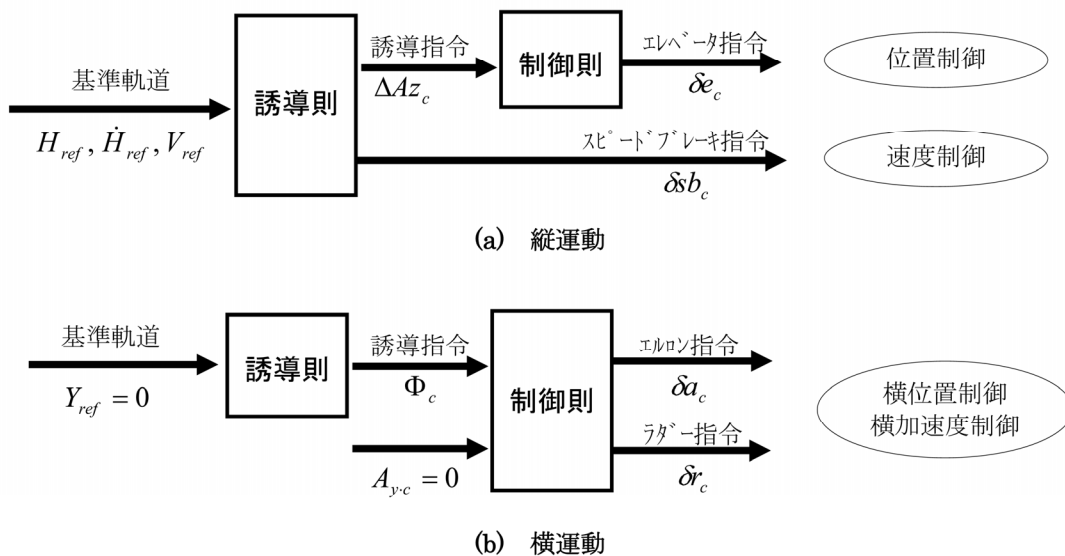 基準軌道
H_ref , Ḣ_ref , V_ref
誘導則
誘導指令
ΔAz_c
制御則
ｴﾚﾍﾞｰﾀ指令
δe_c
位置制御
ｽﾋﾟｰﾄﾞﾌﾞﾚｰｷ指令
δsb_c
速度制御
(a) 縦運動
基準軌道
Y_ref = 0
誘導則
誘導指令
Φ_c
A_y·c = 0
制御則
ｴﾙﾛﾝ指令
δa_c
ﾗﾀﾞｰ指令
δr_c
横位置制御
横加速度制御
(b) 横運動